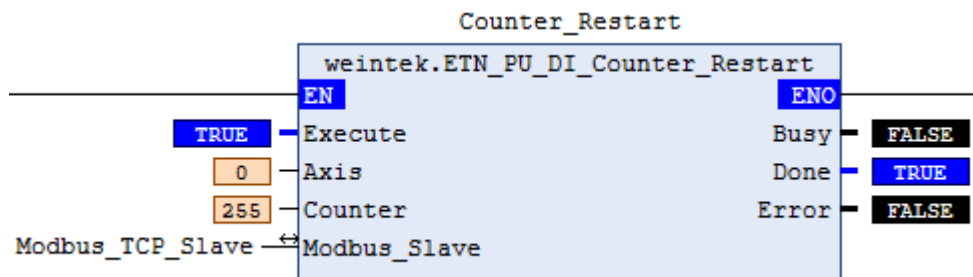 Counter_Restart
weintek.ETN_PU_DI_Counter_Restart
EN ENO
TRUE Execute Busy FALSE
0 Axis Done TRUE
255 Counter Error FALSE
Modbus_TCP_Slave Modbus_Slave